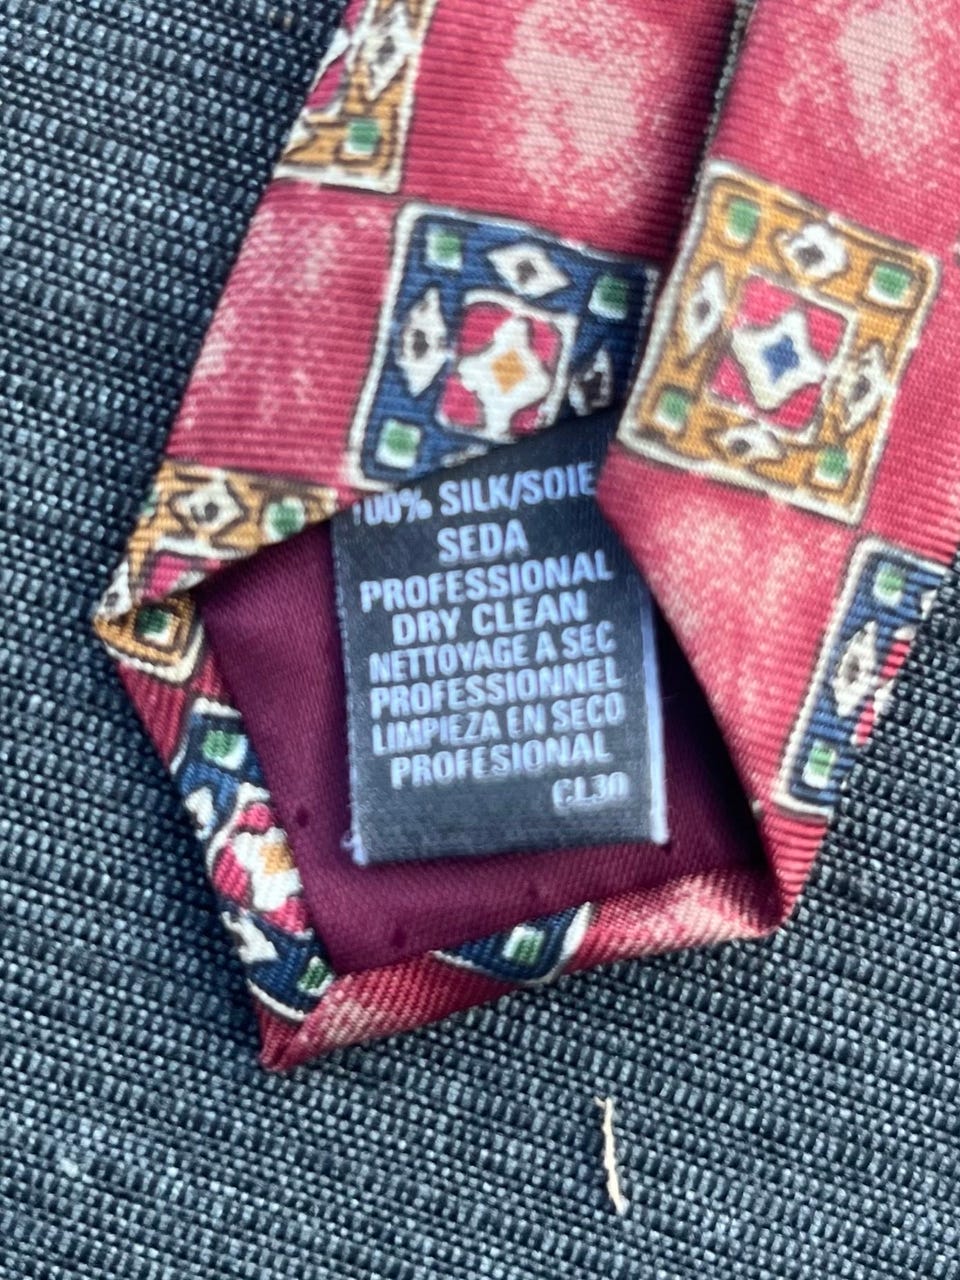 100% SILK/SOIE
SEDA
PROFESSIONAL
DRY CLEAN
NETTOYAGE A SEC
PROFESSIONNEL
LIMPIEZA EN SECO
PROFESIONAL
CL30